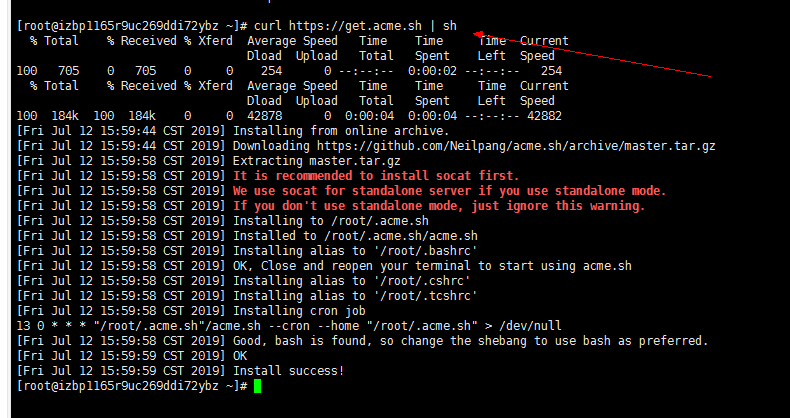 [root@izbp1165r9uc269ddi72ybz ~]# curl https://get.acme.sh | sh
% Total % Received % Xferd Average Speed Time Time Time Current
Dload Upload Total Spent Left Speed
100 705 0 705 0 0 254 0 --:--:-- 0:00:02 --:--:-- 254
% Total % Received % Xferd Average Speed Time Time Time Current
Dload Upload Total Spent Left Speed
100 184k 100 184k 0 0 42878 0 0:00:04 0:00:04 --:--:-- 42882
[Fri Jul 12 15:59:44 CST 2019] Installing from online archive.
[Fri Jul 12 15:59:44 CST 2019] Downloading https://github.com/Neilpang/acme.sh/archive/master.tar.gz
[Fri Jul 12 15:59:58 CST 2019] Extracting master.tar.gz
[Fri Jul 12 15:59:58 CST 2019] It is recommended to install socat first.
[Fri Jul 12 15:59:58 CST 2019] We use socat for standalone server if you use standalone mode.
[Fri Jul 12 15:59:58 CST 2019] If you don't use standalone mode, just ignore this warning.
[Fri Jul 12 15:59:58 CST 2019] Installing to /root/.acme.sh
[Fri Jul 12 15:59:58 CST 2019] Installed to /root/.acme.sh/acme.sh
[Fri Jul 12 15:59:58 CST 2019] Installing alias to '/root/.bashrc'
[Fri Jul 12 15:59:58 CST 2019] OK, Close and reopen your terminal to start using acme.sh
[Fri Jul 12 15:59:58 CST 2019] Installing alias to '/root/.cshrc'
[Fri Jul 12 15:59:58 CST 2019] Installing alias to '/root/.tcshrc'
[Fri Jul 12 15:59:58 CST 2019] Installing cron job
13 0 * * * "/root/.acme.sh"/acme.sh --cron --home "/root/.acme.sh" > /dev/null
[Fri Jul 12 15:59:58 CST 2019] Good, bash is found, so change the shebang to use bash as preferred.
[Fri Jul 12 15:59:59 CST 2019] OK
[Fri Jul 12 15:59:59 CST 2019] Install success!
[root@izbp1165r9uc269ddi72ybz ~]#